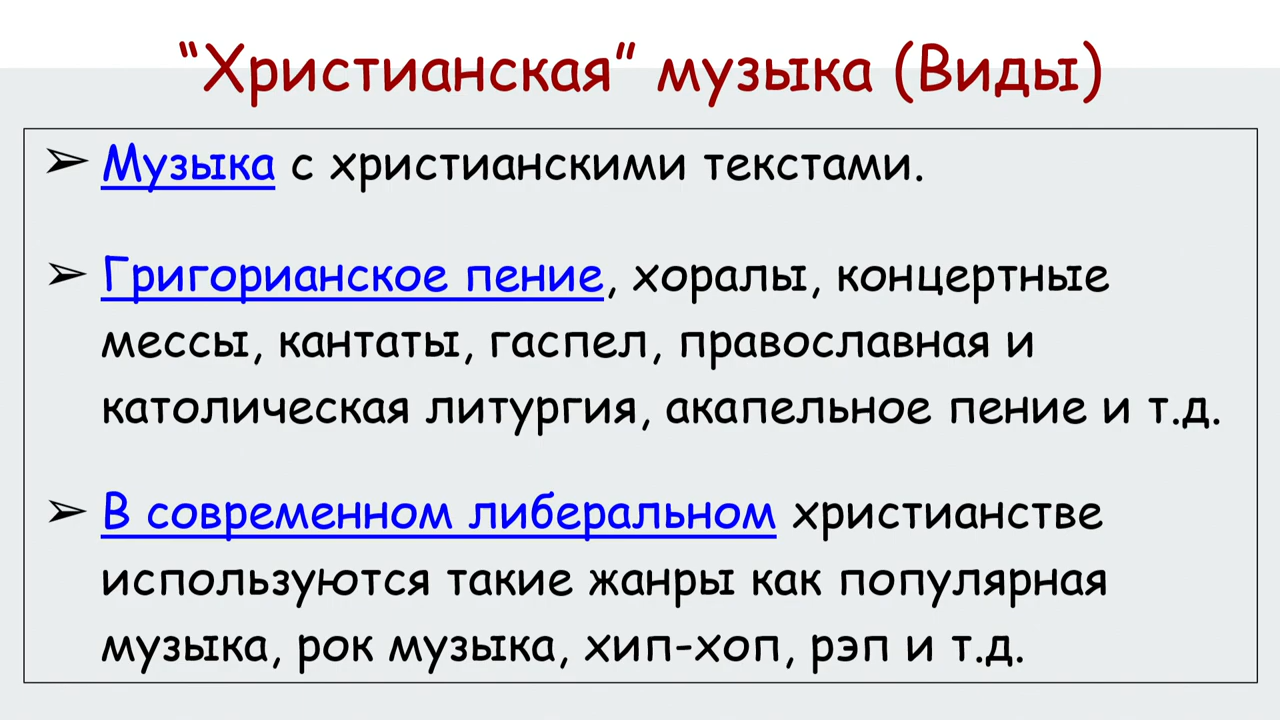 “Христианская” музыка (Виды)
➢ Музыка с христианскими текстами.
➢ Григорианское пение, хоралы, концертные
мессы, кантаты, гаспел, православная и
католическая литургия, акапельное пение и т.д.
➢ В современном либеральном христианстве
используются такие жанры как популярная
музыка, рок музыка, хип-хоп, рэп и т.д.